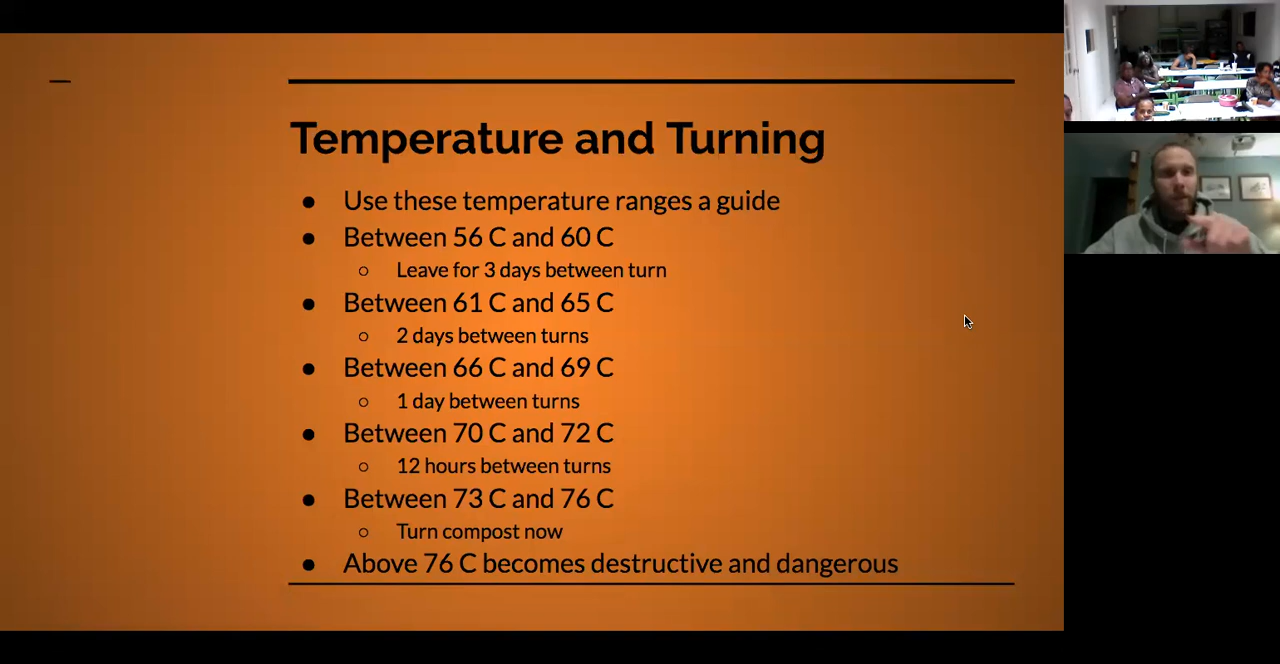 Temperature and Turning
● Use these temperature ranges a guide
● Between 56 C and 60 C
○ Leave for 3 days between turn
● Between 61 C and 65 C
○ 2 days between turns
● Between 66 C and 69 C
○ 1 day between turns
● Between 70 C and 72 C
○ 12 hours between turns
● Between 73 C and 76 C
○ Turn compost now
● Above 76 C becomes destructive and dangerous